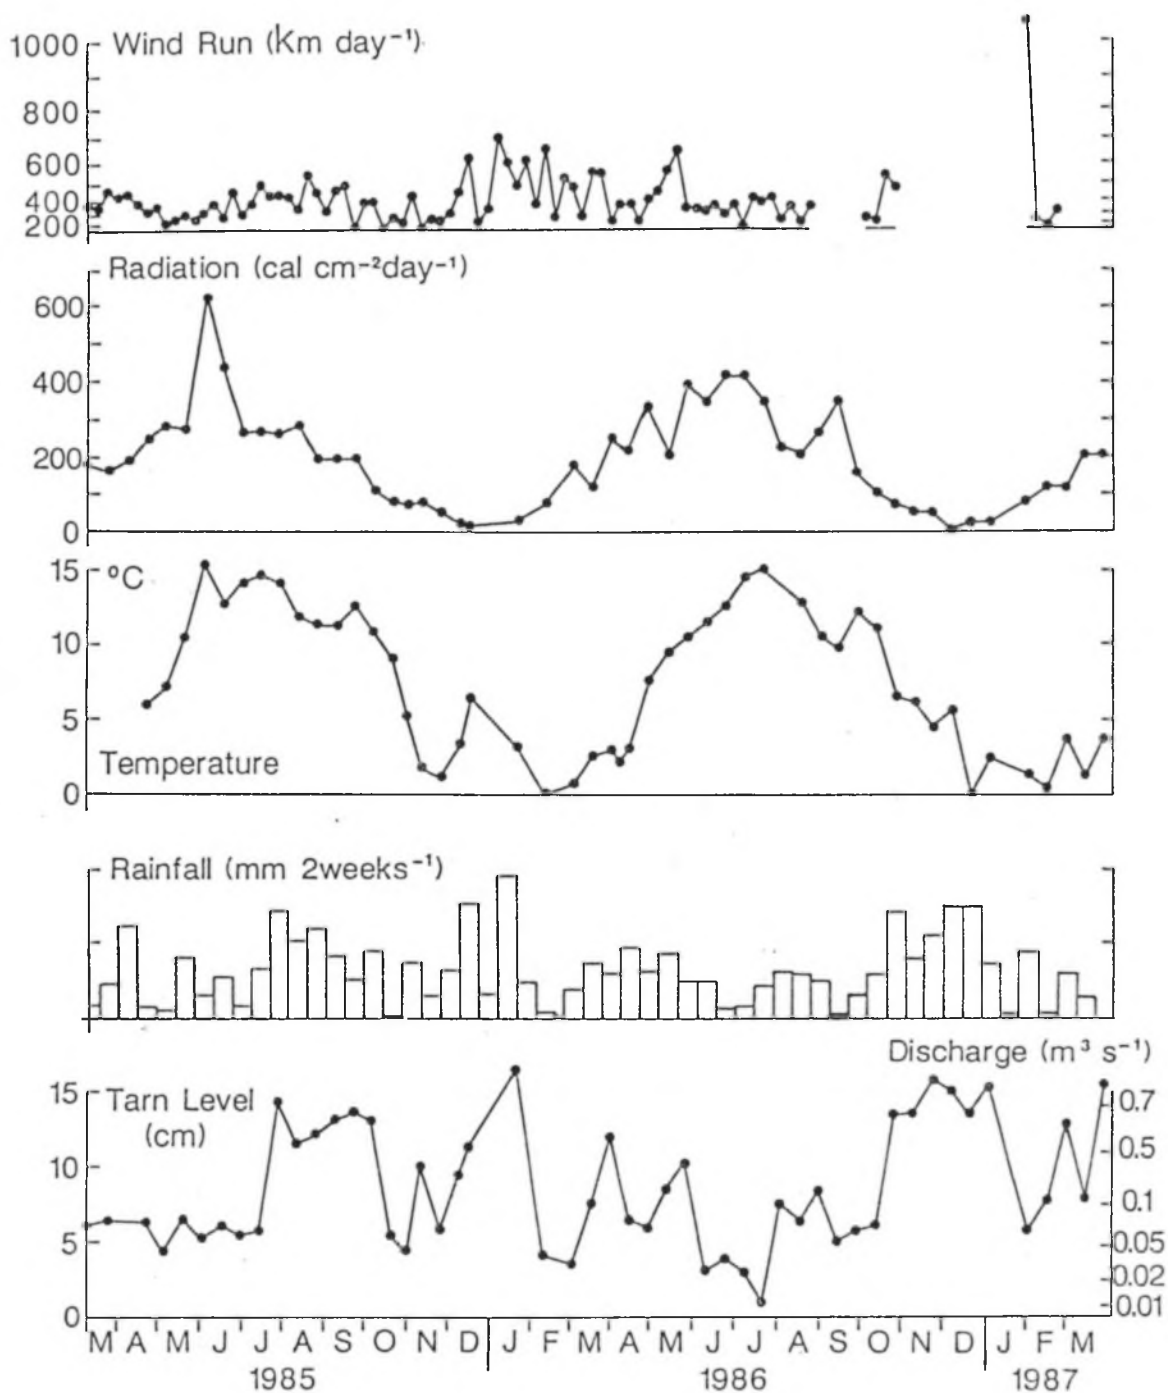 Wind Run (Km day⁻¹)
1000
800
600
400
200
Radiation (cal cm⁻²day⁻¹)
600
400
200
0
15
°C
10
5
Temperature
0
Rainfall (mm 2weeks⁻¹)
Discharge (m³ s⁻¹)
15
Tarn Level
(cm)
10
5
0
0.7
0.5
0.1
0.05
0.02
0.01
M A M J J A S O N D J F M A M J J A S O N D J F M
1985 1986 1987